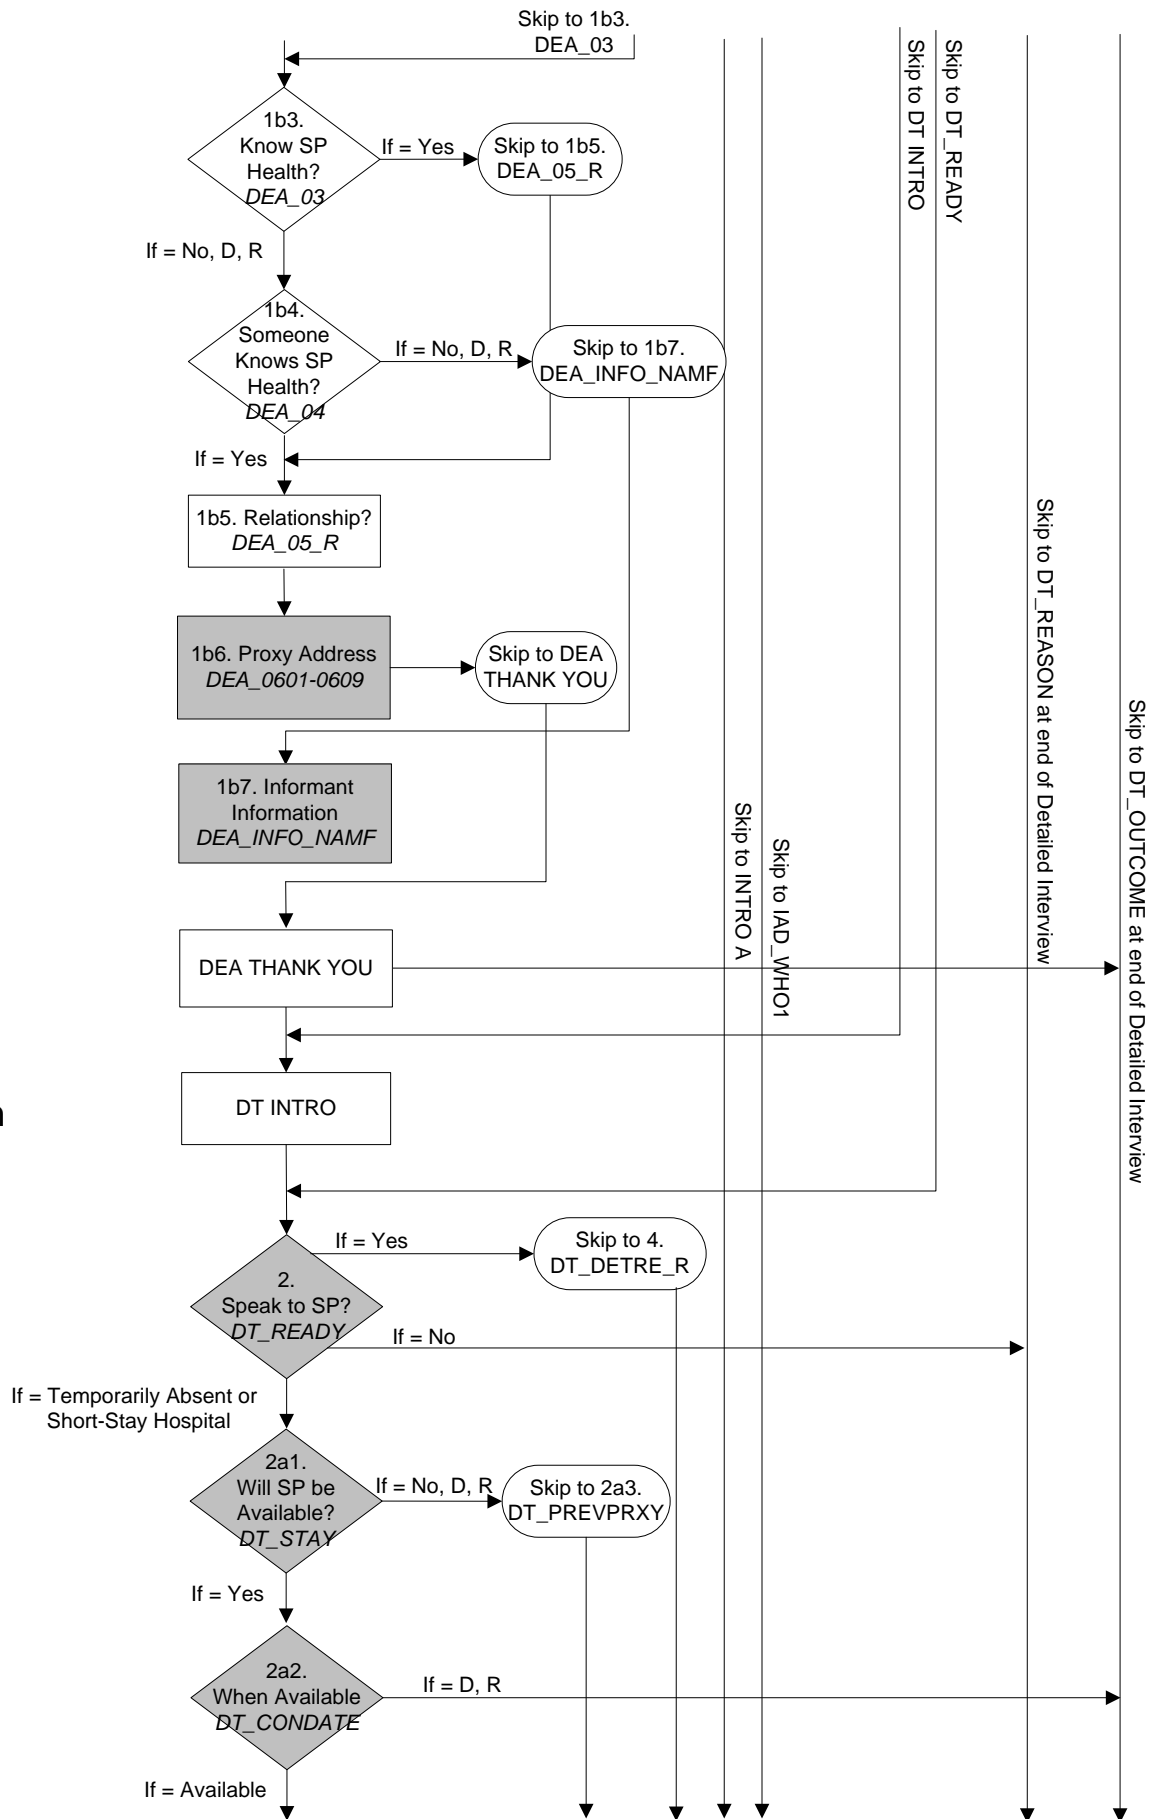 Skip to 1b3.
DEA_03
Skip to DT INTRO
Skip to DT_READY
1b3.
Know SP
Health?
DEA_03
If = Yes
Skip to 1b5.
DEA_05_R
If = No, D, R
1b4.
Someone
Knows SP
Health?
DEA_04
If = No, D, R
Skip to 1b7.
DEA_INFO_NAMF
If = Yes
1b5. Relationship?
DEA_05_R
Skip to DT_REASON at end of Detailed Interview
1b6. Proxy Address
DEA_0601-0609
Skip to DEA
THANK YOU
Skip to DT_OUTCOME at end of Detailed Interview
1b7. Informant
Information
DEA_INFO_NAMF
Skip to INTRO A
Skip to IAD_WHO1
DEA THANK YOU
DT INTRO
n
2.
Speak to SP?
DT_READY
If = Yes
Skip to 4.
DT_DETRE_R
If = No
If = Temporarily Absent or
Short-Stay Hospital
2a1.
Will SP be
Available?
DT_STAY
If = No, D, R
Skip to 2a3.
DT_PREVPRXY
If = Yes
2a2.
When Available
DT_CONDATE
If = D, R
If = Available